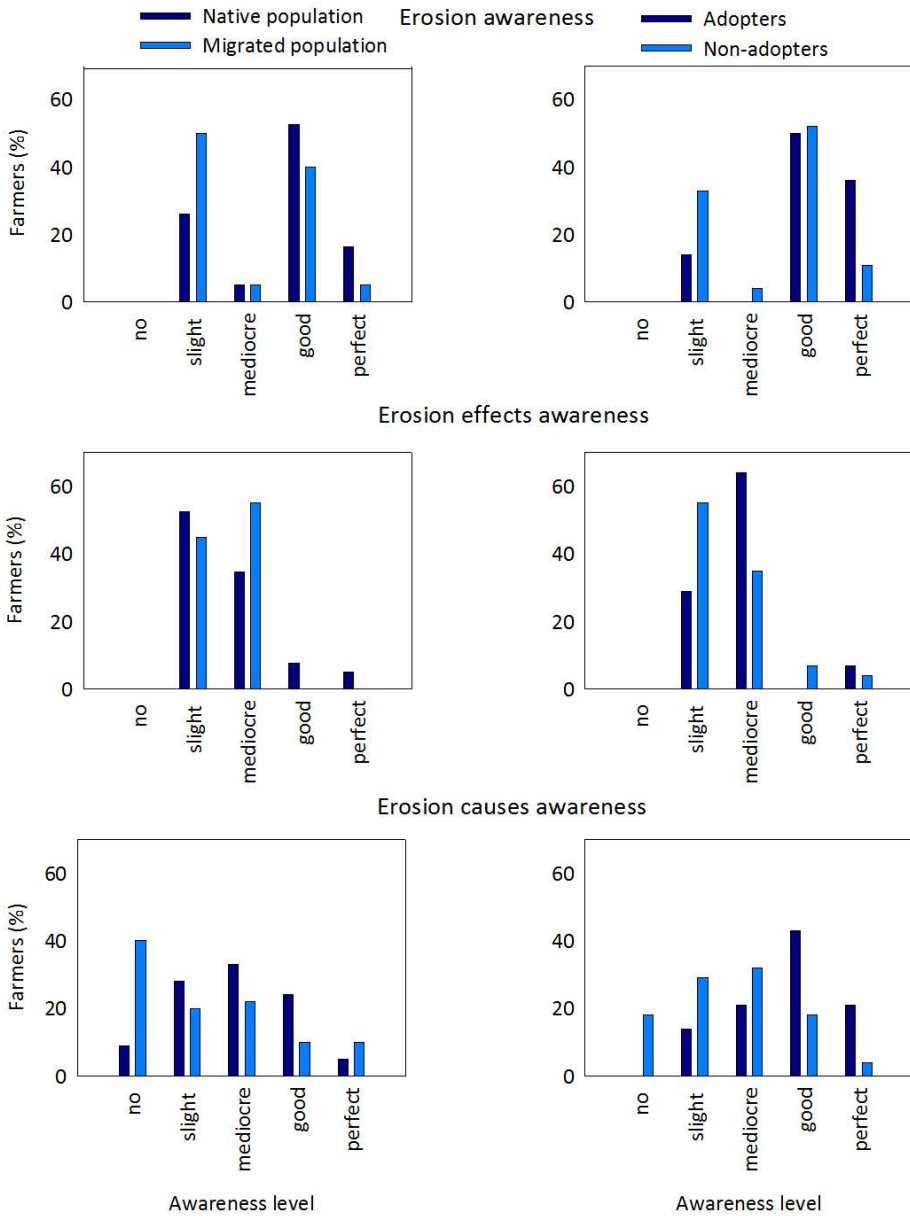 Native population
Migrated population
Erosion awareness
Adopters
Non-adopters
Farmers (%)
60
40
20
0
no
slight
mediocre
good
perfect
60
40
20
0
no
slight
mediocre
good
perfect
Erosion effects awareness
Farmers (%)
60
40
20
0
no
slight
mediocre
good
perfect
60
40
20
0
no
slight
mediocre
good
perfect
Erosion causes awareness
Farmers (%)
60
40
20
0
no
slight
mediocre
good
perfect
Awareness level
60
40
20
0
no
slight
mediocre
good
perfect
Awareness level